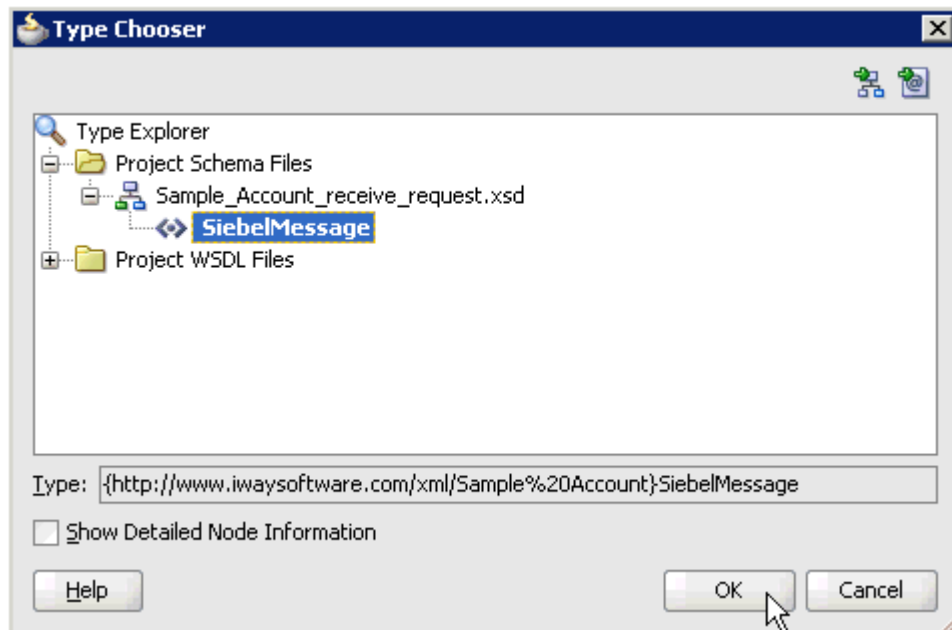 Type Chooser
Type Explorer
Project Schema Files
Sample_Account_receive_request.xsd
SiebelMessage
Project WSDL Files
Type: {http://www.iwaysoftware.com/xml/Sample%20Account}SiebelMessage
Show Detailed Node Information
Help OK Cancel